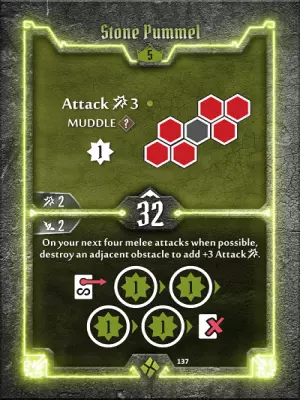 Stone Pummel
5
Attack 3
MUDDLE
1
2
2
32
On your next four melee attacks when possible,
destroy an adjacent obstacle to add +3 Attack.
1 1
1 1
137